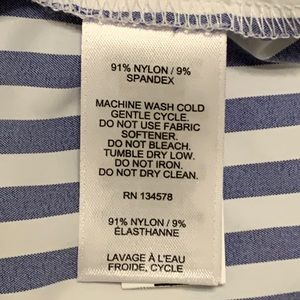 91% NYLON / 9%
SPANDEX
MACHINE WASH COLD
GENTLE CYCLE.
DO NOT USE FABRIC
SOFTENER.
DO NOT BLEACH.
TUMBLE DRY LOW.
DO NOT IRON.
DO NOT DRY CLEAN.
RN 134578
91% NYLON / 9%
ÉLASTHANNE
LAVAGE À L'EAU
FROIDE, CYCLE